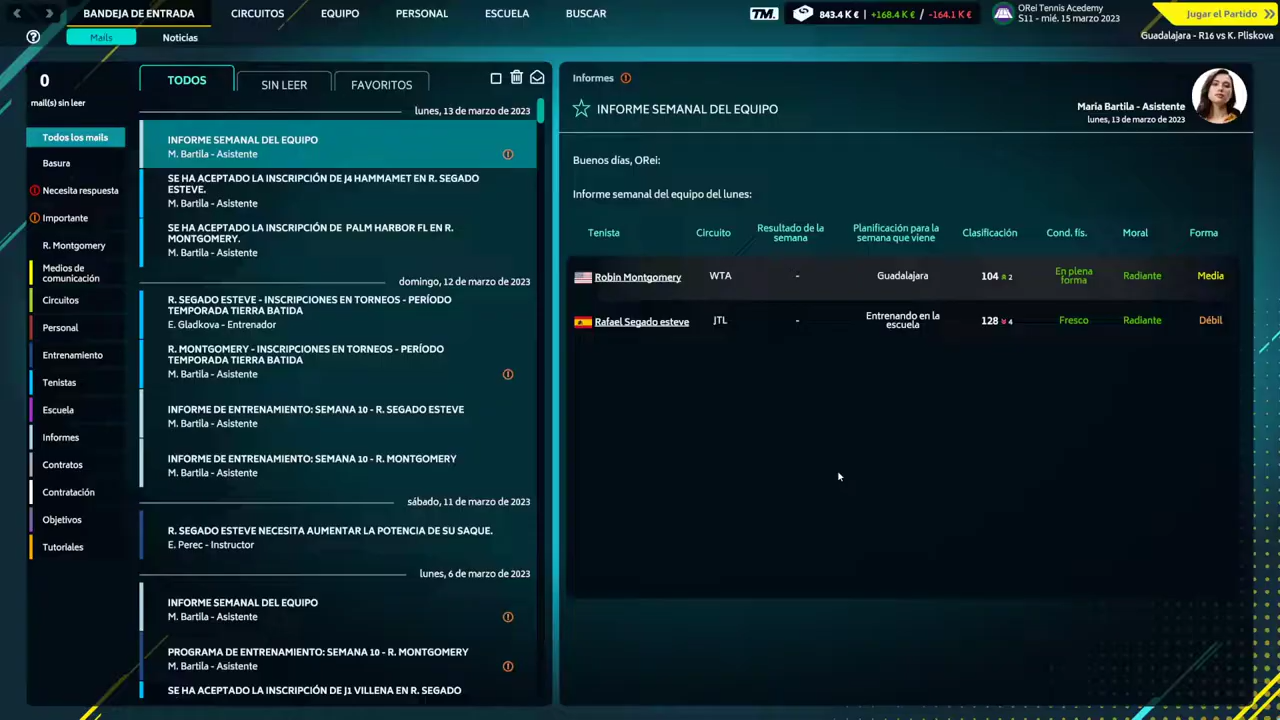 BANDEJA DE ENTRADA
CIRCUITOS
EQUIPO
PERSONAL
ESCUELA
BUSCAR
TM.
843.4 K € | +168.4 K € / -164.1 K €
ORei Tennis Acedemy
S11 - mié. 15 marzo 2023
Jugar el Partido
Guadalajara - R16 vs K. Pliskova
?
Mails
Noticias
0
mail(s) sin leer
Todos los mails
Basura
Necesita respuesta
Importante
R. Montgomery
Medios de
comunicación
Circuitos
Personal
Entrenamiento
Tenistas
Escuela
Informes
Contratos
Contratación
Objetivos
Tutoriales
TODOS
SIN LEER
FAVORITOS
lunes, 13 de marzo de 2023
INFORME SEMANAL DEL EQUIPO
M. Bartila - Asistente
SE HA ACEPTADO LA INSCRIPCIÓN DE J4 HAMMAMET EN R. SEGADO
ESTEVE.
M. Bartila - Asistente
SE HA ACEPTADO LA INSCRIPCIÓN DE PALM HARBOR FL EN R.
MONTGOMERY.
M. Bartila - Asistente
domingo, 12 de marzo de 2023
R. SEGADO ESTEVE - INSCRIPCIONES EN TORNEOS - PERÍODO
TEMPORADA TIERRA BATIDA
E. Gladkova - Entrenador
R. MONTGOMERY - INSCRIPCIONES EN TORNEOS - PERÍODO
TEMPORADA TIERRA BATIDA
M. Bartila - Asistente
INFORME DE ENTRENAMIENTO: SEMANA 10 - R. SEGADO ESTEVE
M. Bartila - Asistente
INFORME DE ENTRENAMIENTO: SEMANA 10 - R. MONTGOMERY
M. Bartila - Asistente
sábado, 11 de marzo de 2023
R. SEGADO ESTEVE NECESITA AUMENTAR LA POTENCIA DE SU SAQUE.
E. Perec - Instructor
lunes, 6 de marzo de 2023
INFORME SEMANAL DEL EQUIPO
M. Bartila - Asistente
PROGRAMA DE ENTRENAMIENTO: SEMANA 10 - R. MONTGOMERY
M. Bartila - Asistente
SE HA ACEPTADO LA INSCRIPCIÓN DE J1 VILLENA EN R. SEGADO
Informes
INFORME SEMANAL DEL EQUIPO
Maria Bartila - Asistente
lunes, 13 de marzo de 2023
Buenos días, ORei:
Informe semanal del equipo del lunes:
Tenista
Circuito
Resultado de la
semana
Planificación para la
semana que viene
Clasificación
Cond. fís.
Moral
Forma
Robin Montgomery
WTA
-
Guadalajara
104 2
En plena
forma
Radiante
Media
Rafael Segado esteve
JTL
-
Entrenando en la
escuela
128 4
Fresco
Radiante
Débil